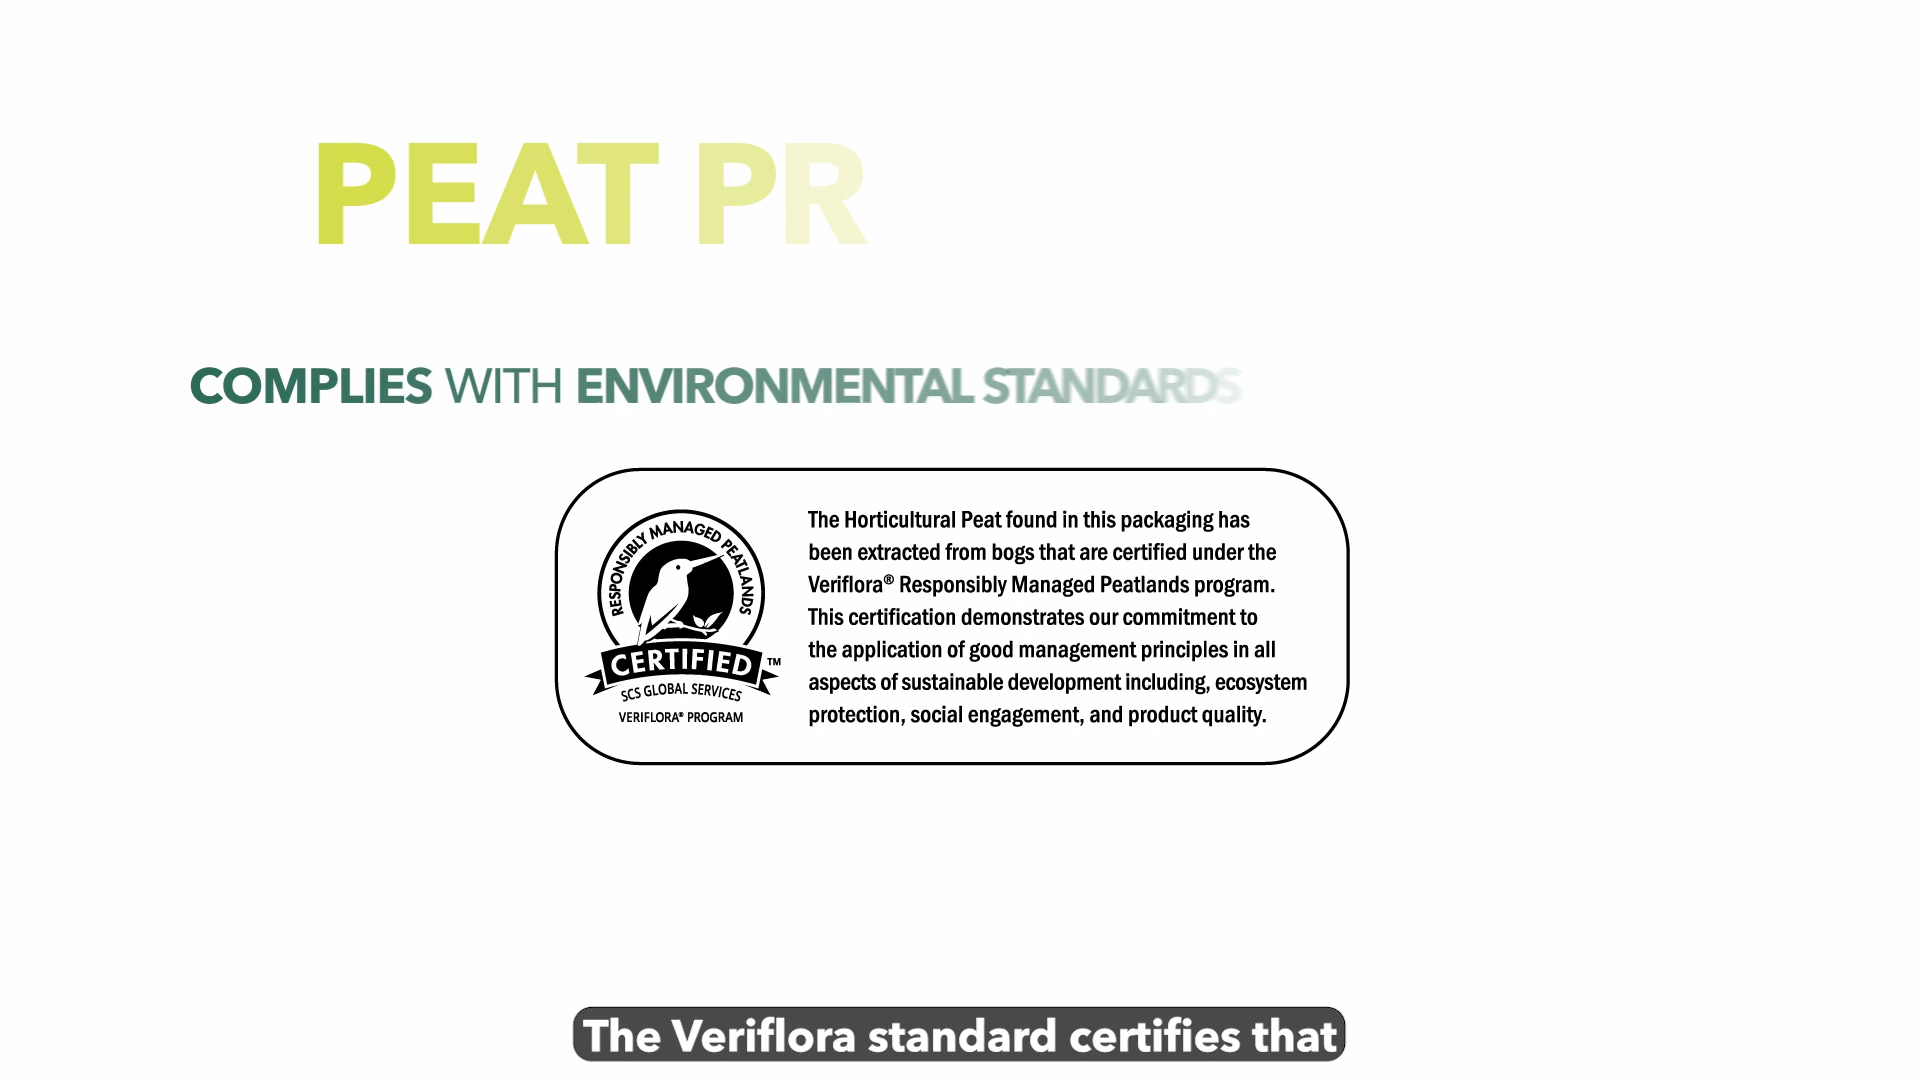 PEAT PR
COMPLIES WITH ENVIRONMENTAL STANDARDS
RESPONSIBLY MANAGED PEATLANDS
CERTIFIED™
SCS GLOBAL SERVICES
VERIFLORA® PROGRAM
The Horticultural Peat found in this packaging has
been extracted from bogs that are certified under the
Veriflora® Responsibly Managed Peatlands program.
This certification demonstrates our commitment to
the application of good management principles in all
aspects of sustainable development including, ecosystem
protection, social engagement, and product quality.
The Veriflora standard certifies that